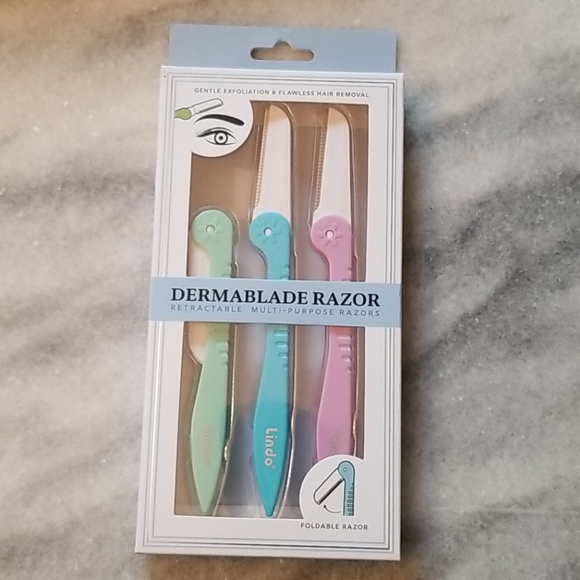 GENTLE EXFOLIATION & FLAWLESS HAIR REMOVAL
DERMABLADE RAZOR
RETRACTABLE MULTI-PURPOSE RAZORS
Lindo
FOLDABLE RAZOR